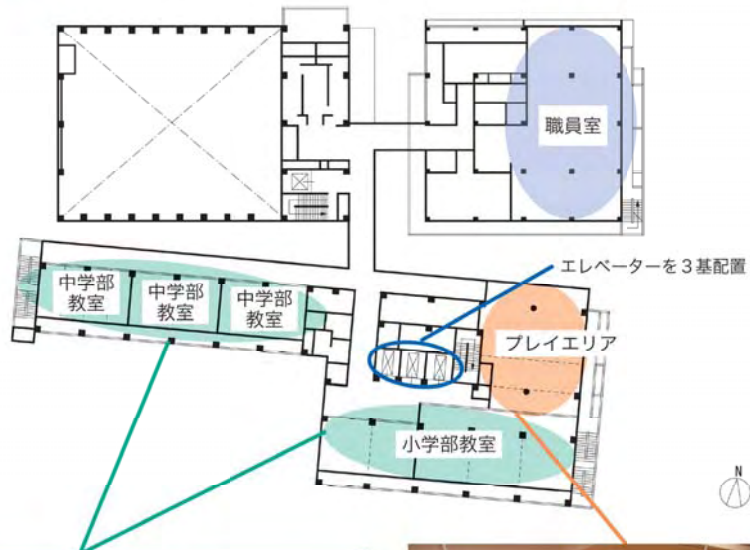 職員室
エレベーターを3基配置
中学部
教室
中学部
教室
中学部
教室
プレイエリア
小学部教室
N